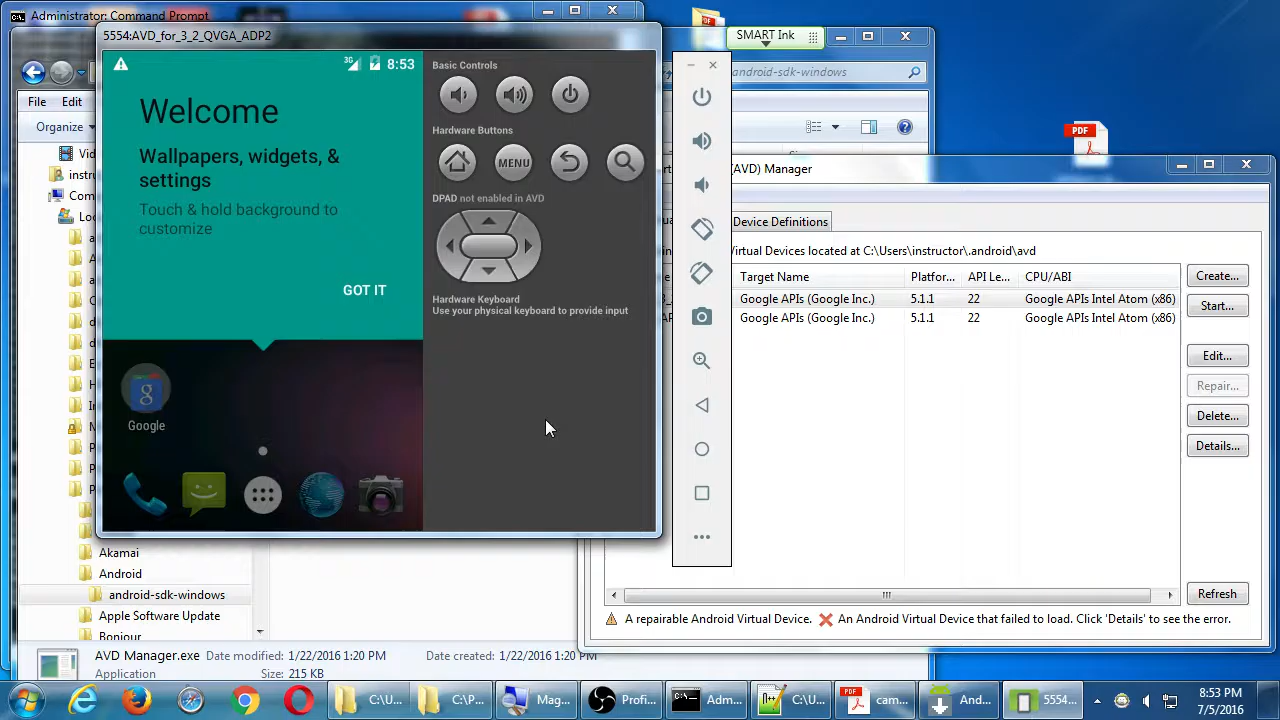 Administrator: Command Prompt
5554:AVD_for_3_2_QVGA_ADP2
SMART Ink
android-sdk-windows
File Edit
Organize
3G 8:53
Welcome
Wallpapers, widgets, &
settings
Touch & hold background to
customize
GOT IT
Google
Basic Controls
Hardware Buttons
MENU
DPAD not enabled in AVD
Hardware Keyboard
Use your physical keyboard to provide input
PDF
(AVD) Manager
Device Definitions
Virtual Devices located at C:\Users\instructor\.android\avd
Target Name Platfor... API Le... CPU/ABI
Google APIs (Google Inc.) 5.1.1 22 Google APIs Intel Atom (x86)
Google APIs (Google Inc.) 5.1.1 22 Google APIs Intel Atom (x86)
Create...
Start...
Edit...
Repair...
Delete...
Details...
Refresh
A repairable Android Virtual Device. An Android Virtual Device that failed to load. Click 'Details' to see the error.
Akamai
Android
android-sdk-windows
Apple Software Update
Bonjour
AVD Manager.exe Date modified: 1/22/2016 1:20 PM Date created: 1/22/2016 1:20 PM
Application Size: 215 KB
C:\U... C:\P... Mag... Profi... Adm... C:\U... cam... And... 5554...
8:53 PM
7/5/2016